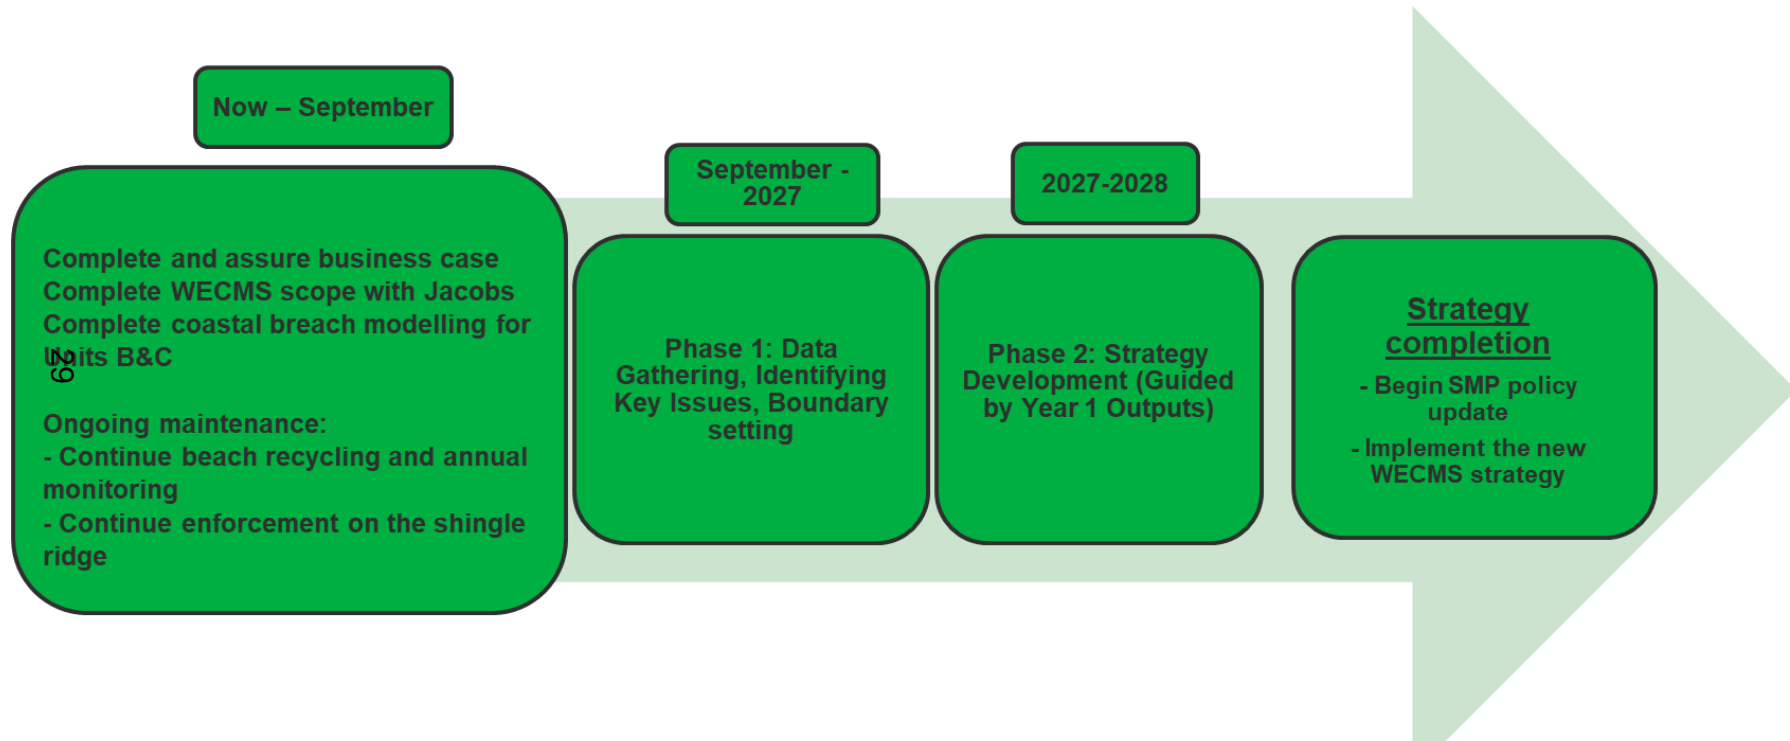 Now – September
Complete and assure business case
Complete WECMS scope with Jacobs
Complete coastal breach modelling for
Units B&C
29
Ongoing maintenance:
- Continue beach recycling and annual
monitoring
- Continue enforcement on the shingle
ridge
September -
2027
Phase 1: Data
Gathering, Identifying
Key Issues, Boundary
setting
2027-2028
Phase 2: Strategy
Development (Guided
by Year 1 Outputs)
Strategy
completion
- Begin SMP policy
update
- Implement the new
WECMS strategy